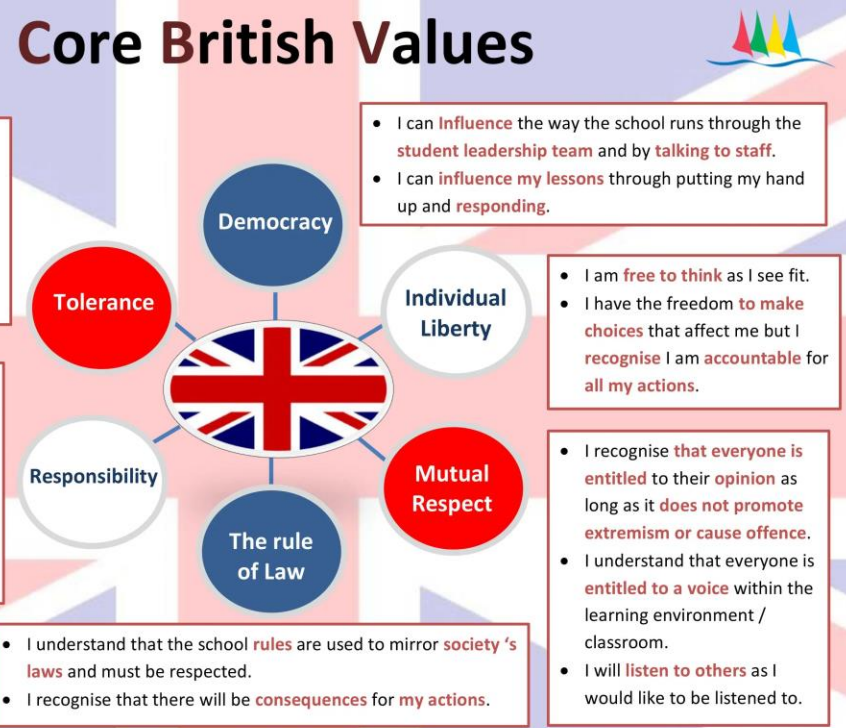 Core British Values
• I can Influence the way the school runs through the
student leadership team and by talking to staff.
• I can influence my lessons through putting my hand
up and responding.
Democracy
Tolerance
Individual
Liberty
• I am free to think as I see fit.
• I have the freedom to make
choices that affect me but I
recognise I am accountable for
all my actions.
Responsibility
Mutual
Respect
The rule
of Law
• I recognise that everyone is
entitled to their opinion as
long as it does not promote
extremism or cause offence.
• I understand that everyone is
entitled to a voice within the
learning environment /
classroom.
• I will listen to others as I
would like to be listened to.
• I understand that the school rules are used to mirror society 's
laws and must be respected.
• I recognise that there will be consequences for my actions.